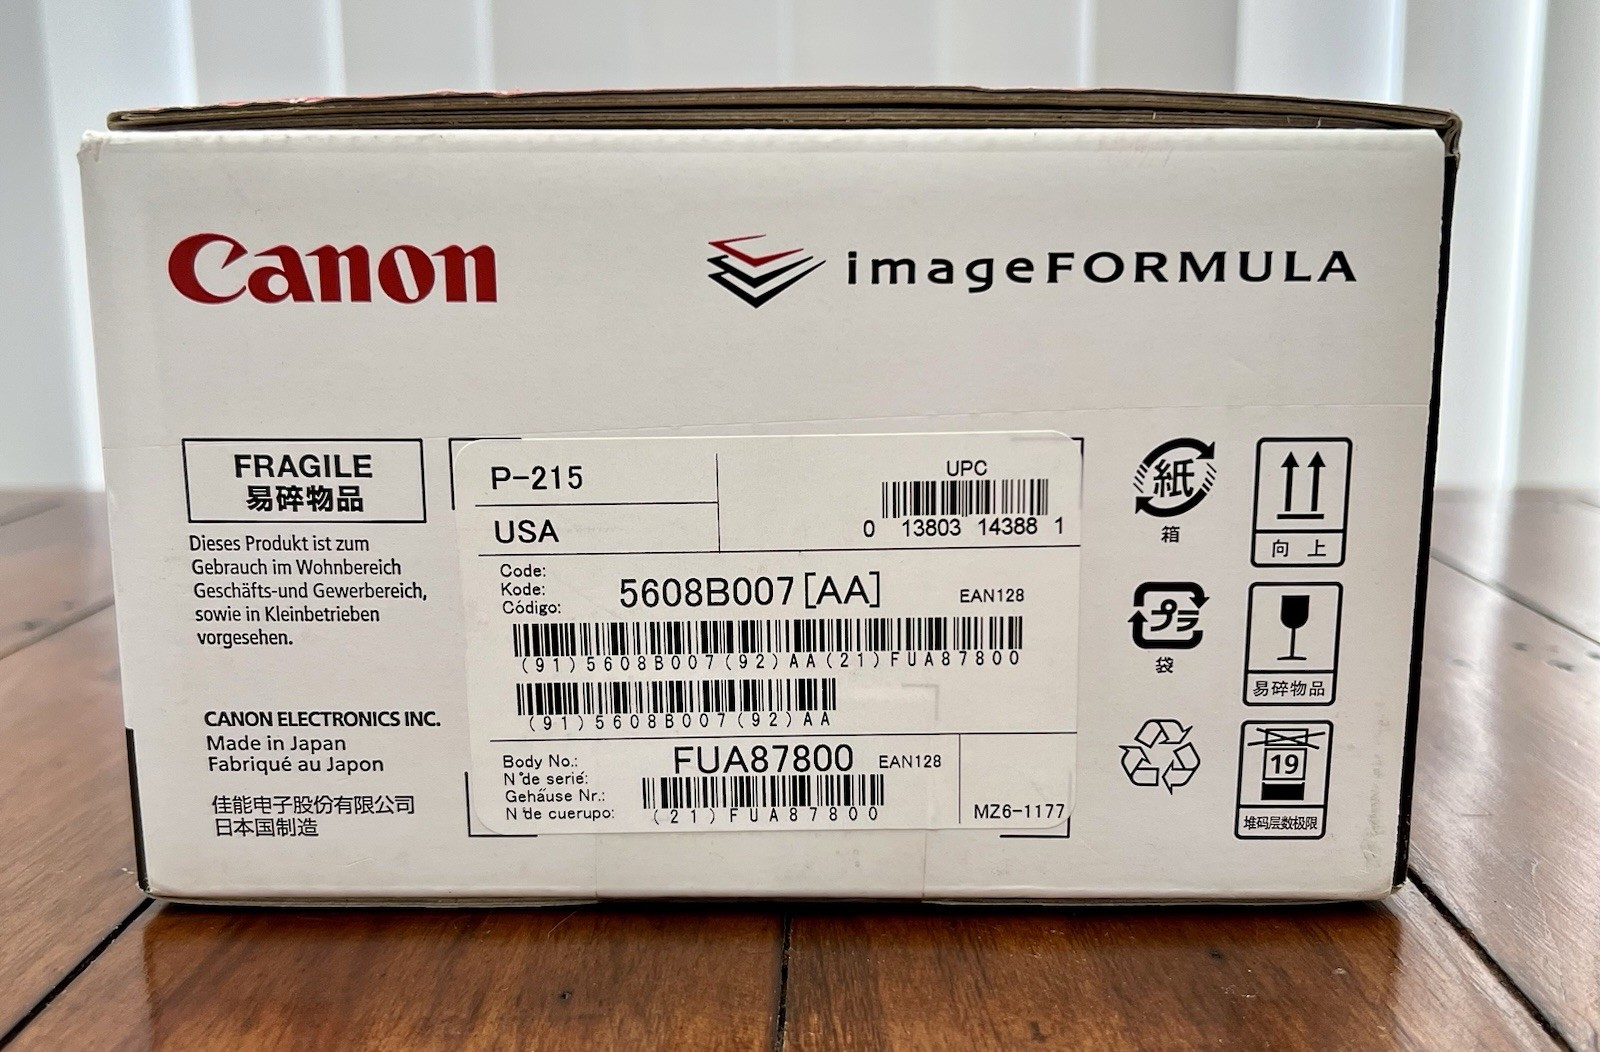 Canon
imageFORMULA
FRAGILE
易碎物品
Dieses Produkt ist zum
Gebrauch im Wohnbereich
Geschäfts-und Gewerbereich,
sowie in Kleinbetrieben
vorgesehen.
CANON ELECTRONICS INC.
Made in Japan
Fabriqué au Japon
佳能电子股份有限公司
日本国制造
P-215
USA
UPC
0 13803 14388 1
Code:
Kode:
Código:
5608B007[AA]
EAN128
(91)5608B007(92)AA(21)FUA87800
(91)5608B007(92)AA
Body No.:
N°de serié:
Gehäuse Nr.:
N°de cuerupo:
FUA87800
EAN128
(21)FUA87800
MZ6-1177
紙
箱
プラ
袋
向上
易碎物品
19
堆码层数极限